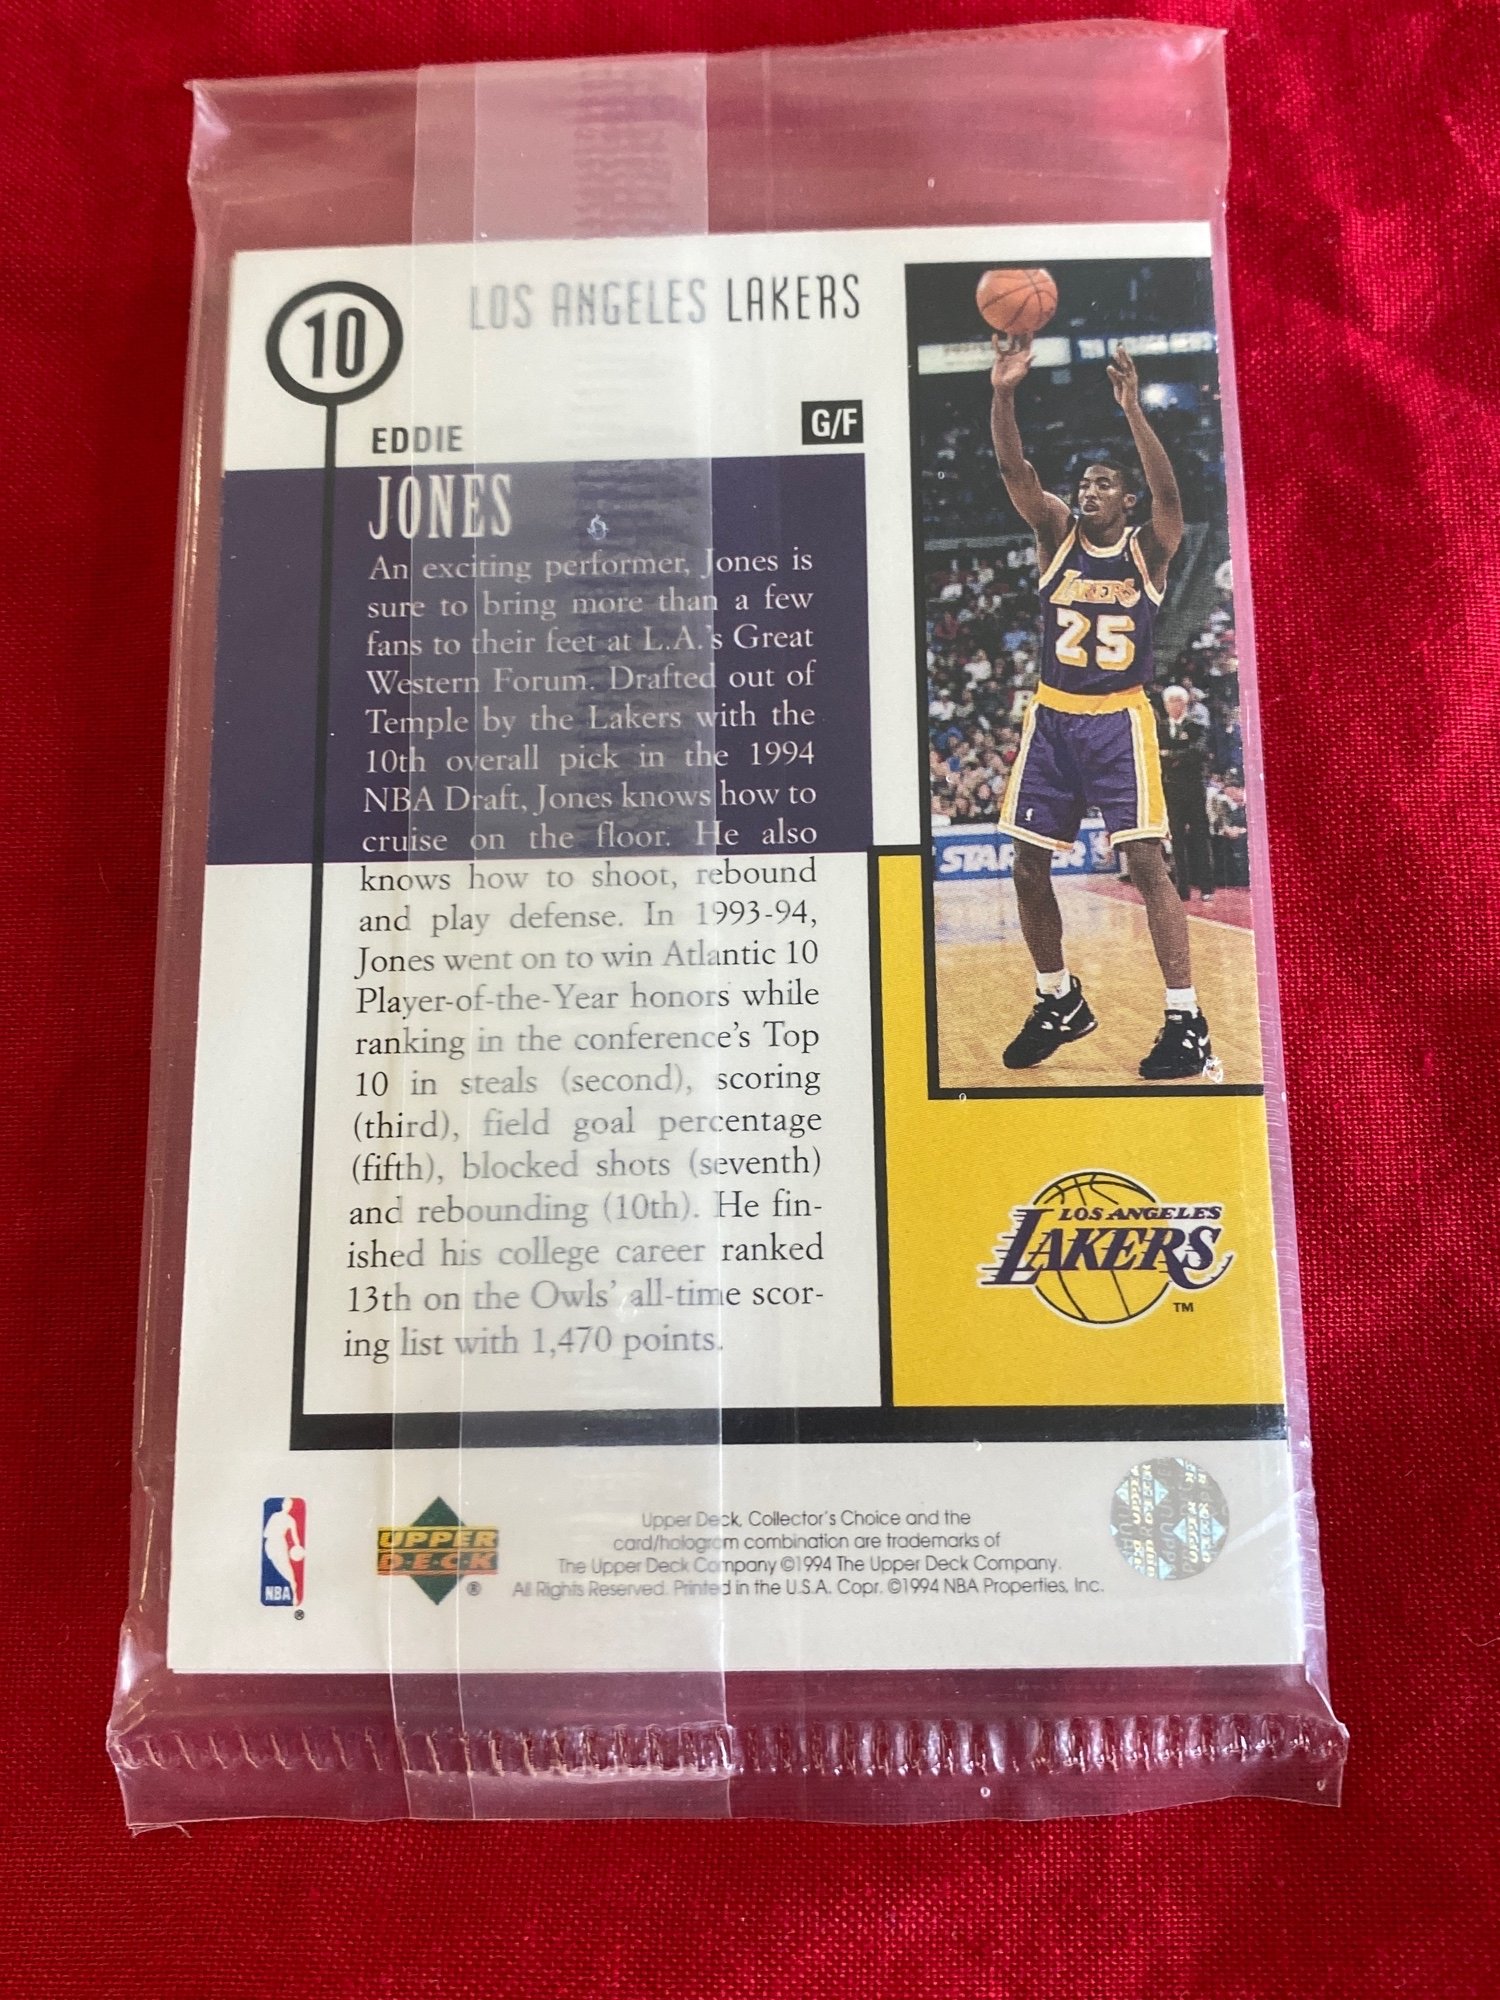 10
LOS ANGELES LAKERS
EDDIE
G/F
JONES
An exciting performer, Jones is
sure to bring more than a few
fans to their feet at L.A.'s Great
Western Forum. Drafted out of
Temple by the Lakers with the
10th overall pick in the 1994
NBA Draft, Jones knows how to
cruise on the floor. He also
knows how to shoot, rebound
and play defense. In 1993-94,
Jones went on to win Atlantic 10
Player-of-the-Year honors while
ranking in the conference's Top
10 in steals (second), scoring
(third), field goal percentage
(fifth), blocked shots (seventh)
and rebounding (10th). He fin-
ished his college career ranked
13th on the Owls' all-time scor-
ing list with 1,470 points.
LAKERS
25
LOS ANGELES
LAKERS
TM
NBA
®
UPPER
D·E·C·K
®
Upper Deck, Collector's Choice and the
card/hologram combination are trademarks of
The Upper Deck Company ©1994 The Upper Deck Company.
All Rights Reserved. Printed in the U.S.A. Copr. ©1994 NBA Properties, Inc.